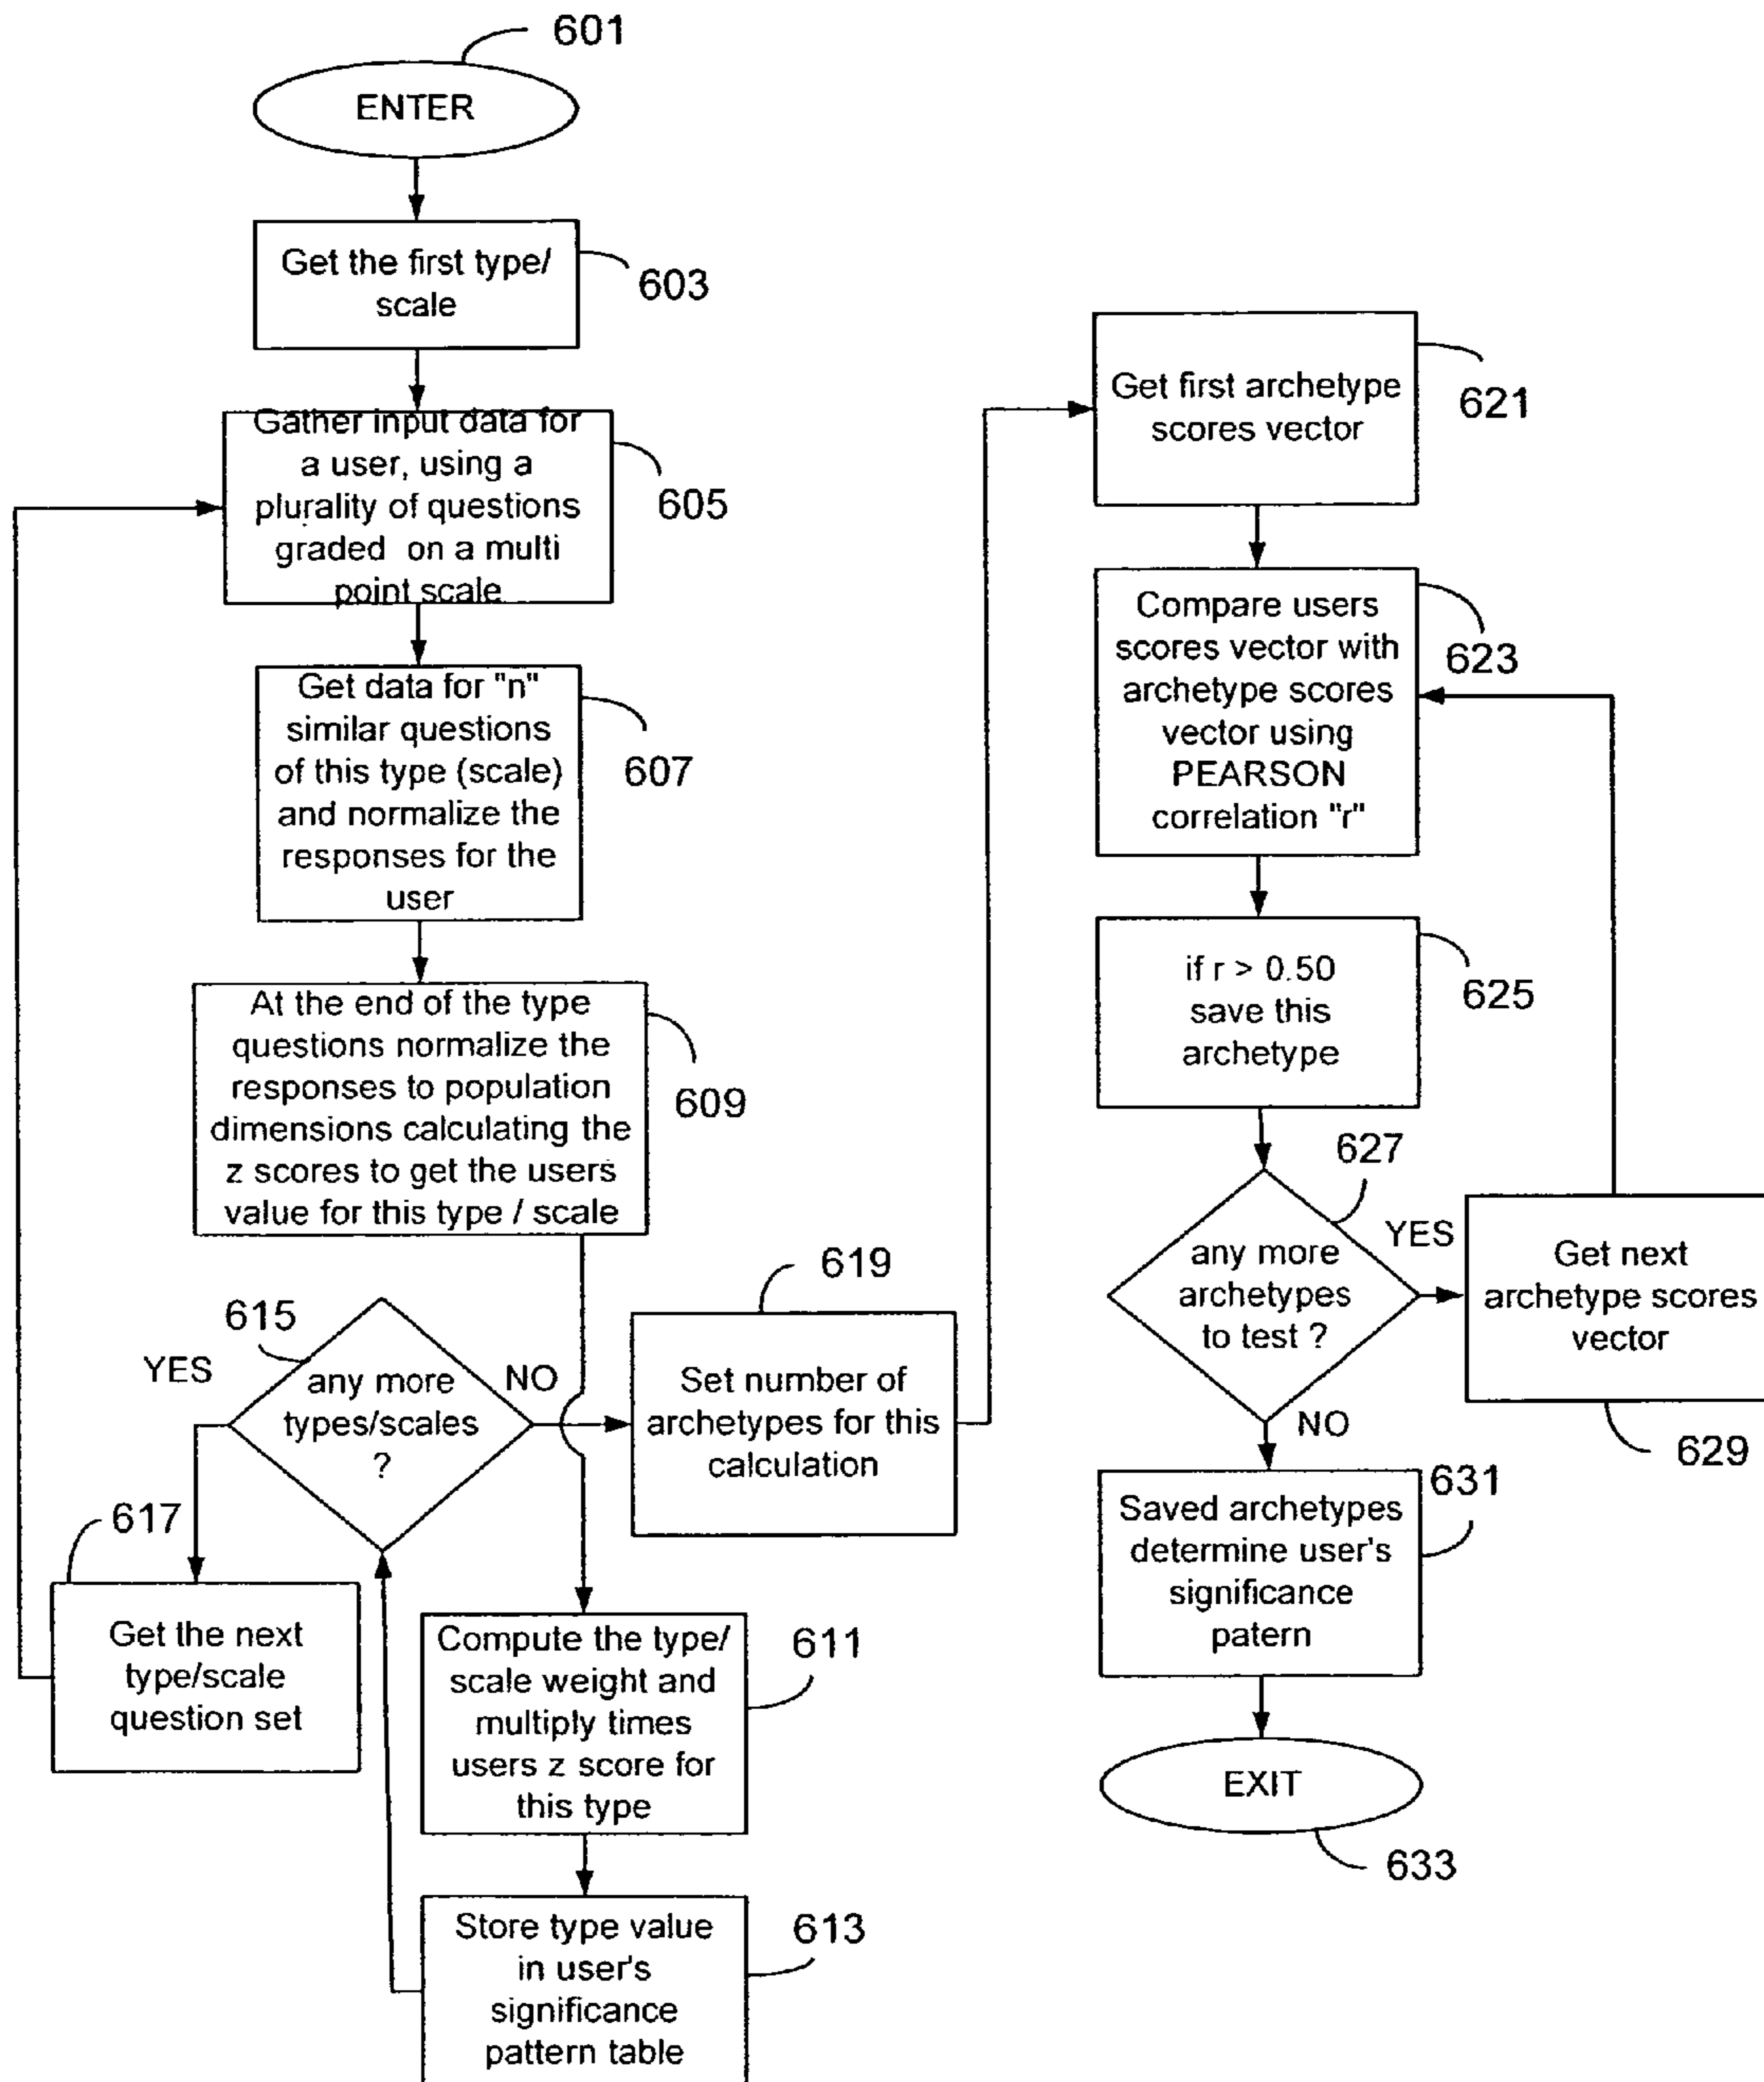 601
ENTER
Get the first type/
scale
603
Gather input data for
a user, using a
plurality of questions
graded on a multi
point scale
605
Get data for "n"
similar questions
of this type (scale)
and normalize the
responses for the
user
607
At the end of the type
questions normalize the
responses to population
dimensions calculating the
z scores to get the users
value for this type / scale
609
615
YES
any more
types/scales
?
NO
617
Get the next
type/scale
question set
619
Set number of
archetypes for this
calculation
Compute the type/
scale weight and
multiply times
users z score for
this type
611
Store type value
in user's
significance
pattern table
613
Get first archetype
scores vector
621
Compare users
scores vector with
archetype scores
vector using
PEARSON
correlation "r"
623
if r > 0.50
save this
archetype
625
627
any more
archetypes
to test ?
YES
Get next
archetype scores
vector
629
NO
631
Saved archetypes
determine user's
significance
patern
EXIT
633